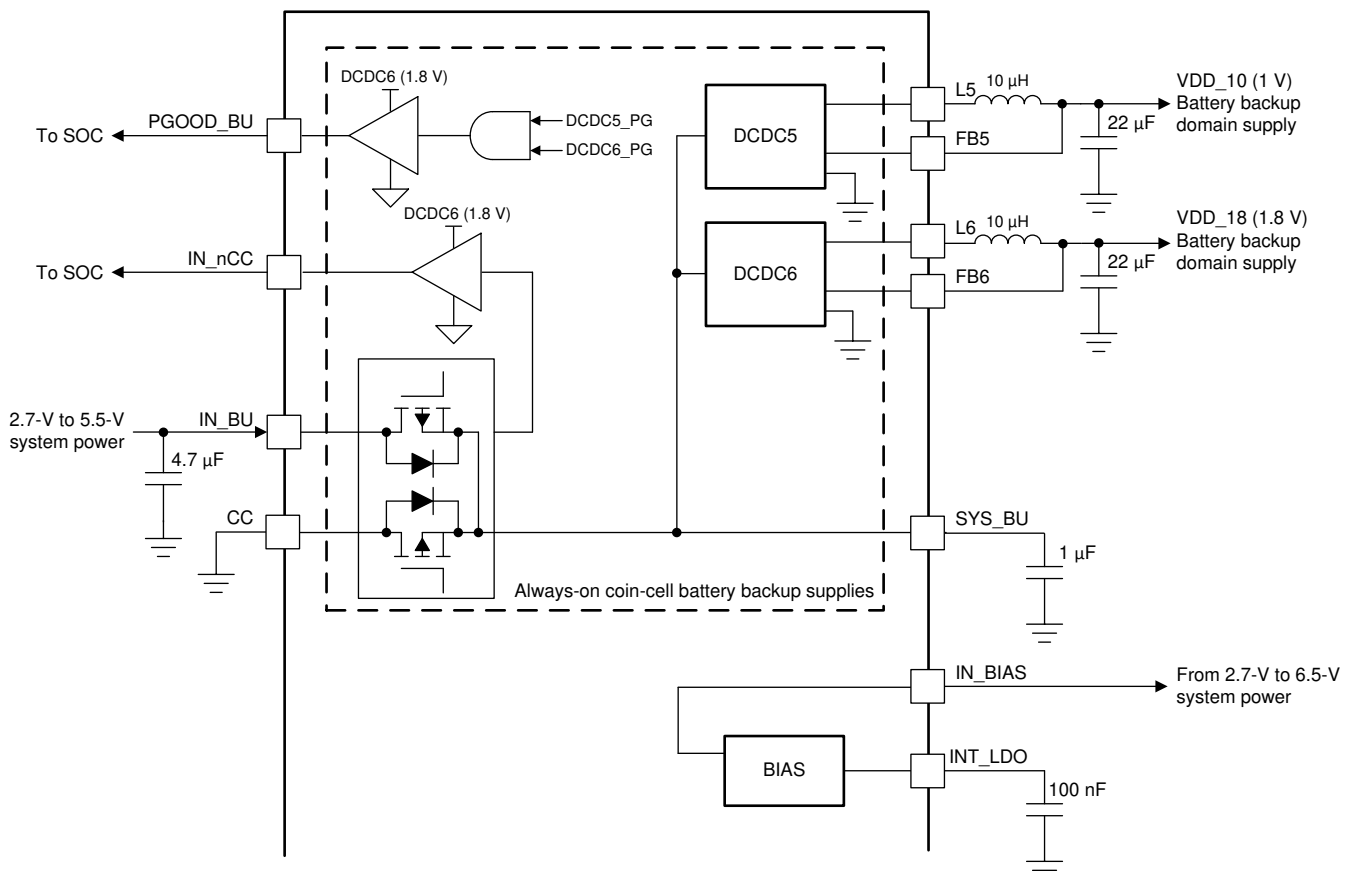 DCDC6 (1.8 V)
To SOC
PGOOD_BU
DCDC5_PG
DCDC6_PG
DCDC6 (1.8 V)
To SOC
IN_nCC
2.7-V to 5.5-V
system power
IN_BU
4.7 µF
CC
Always-on coin-cell battery backup supplies
DCDC5
L5
10 µH
FB5
22 µF
VDD_10 (1 V)
Battery backup
domain supply
DCDC6
L6
10 µH
FB6
22 µF
VDD_18 (1.8 V)
Battery backup
domain supply
SYS_BU
1 µF
IN_BIAS
From 2.7-V to 6.5-V
system power
BIAS
INT_LDO
100 nF